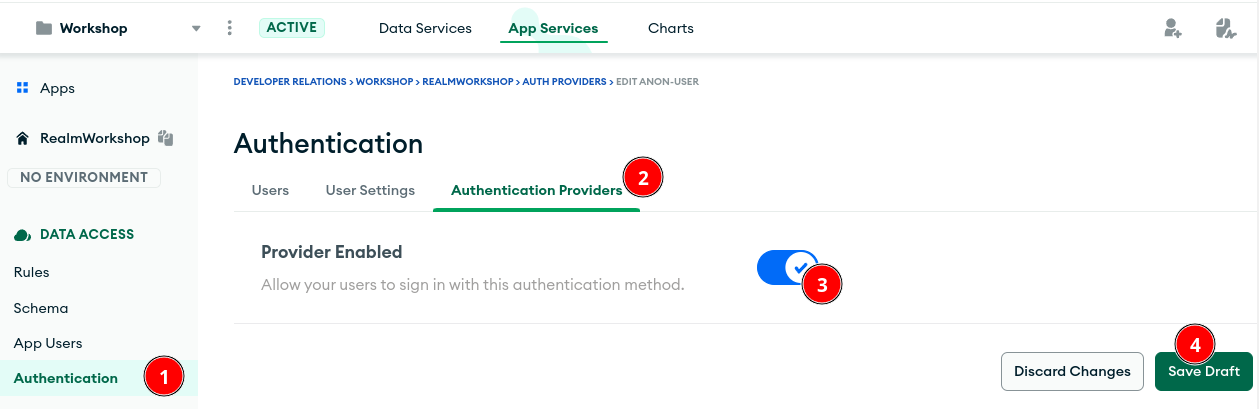 Workshop
ACTIVE
Data Services
App Services
Charts
Apps
RealmWorkshop
NO ENVIRONMENT
DATA ACCESS
Rules
Schema
App Users
Authentication
1
DEVELOPER RELATIONS > WORKSHOP > REALMWORKSHOP > AUTH PROVIDERS > EDIT ANON-USER
Authentication
Users
User Settings
Authentication Providers
2
Provider Enabled
Allow your users to sign in with this authentication method.
3
4
Discard Changes
Save Draft